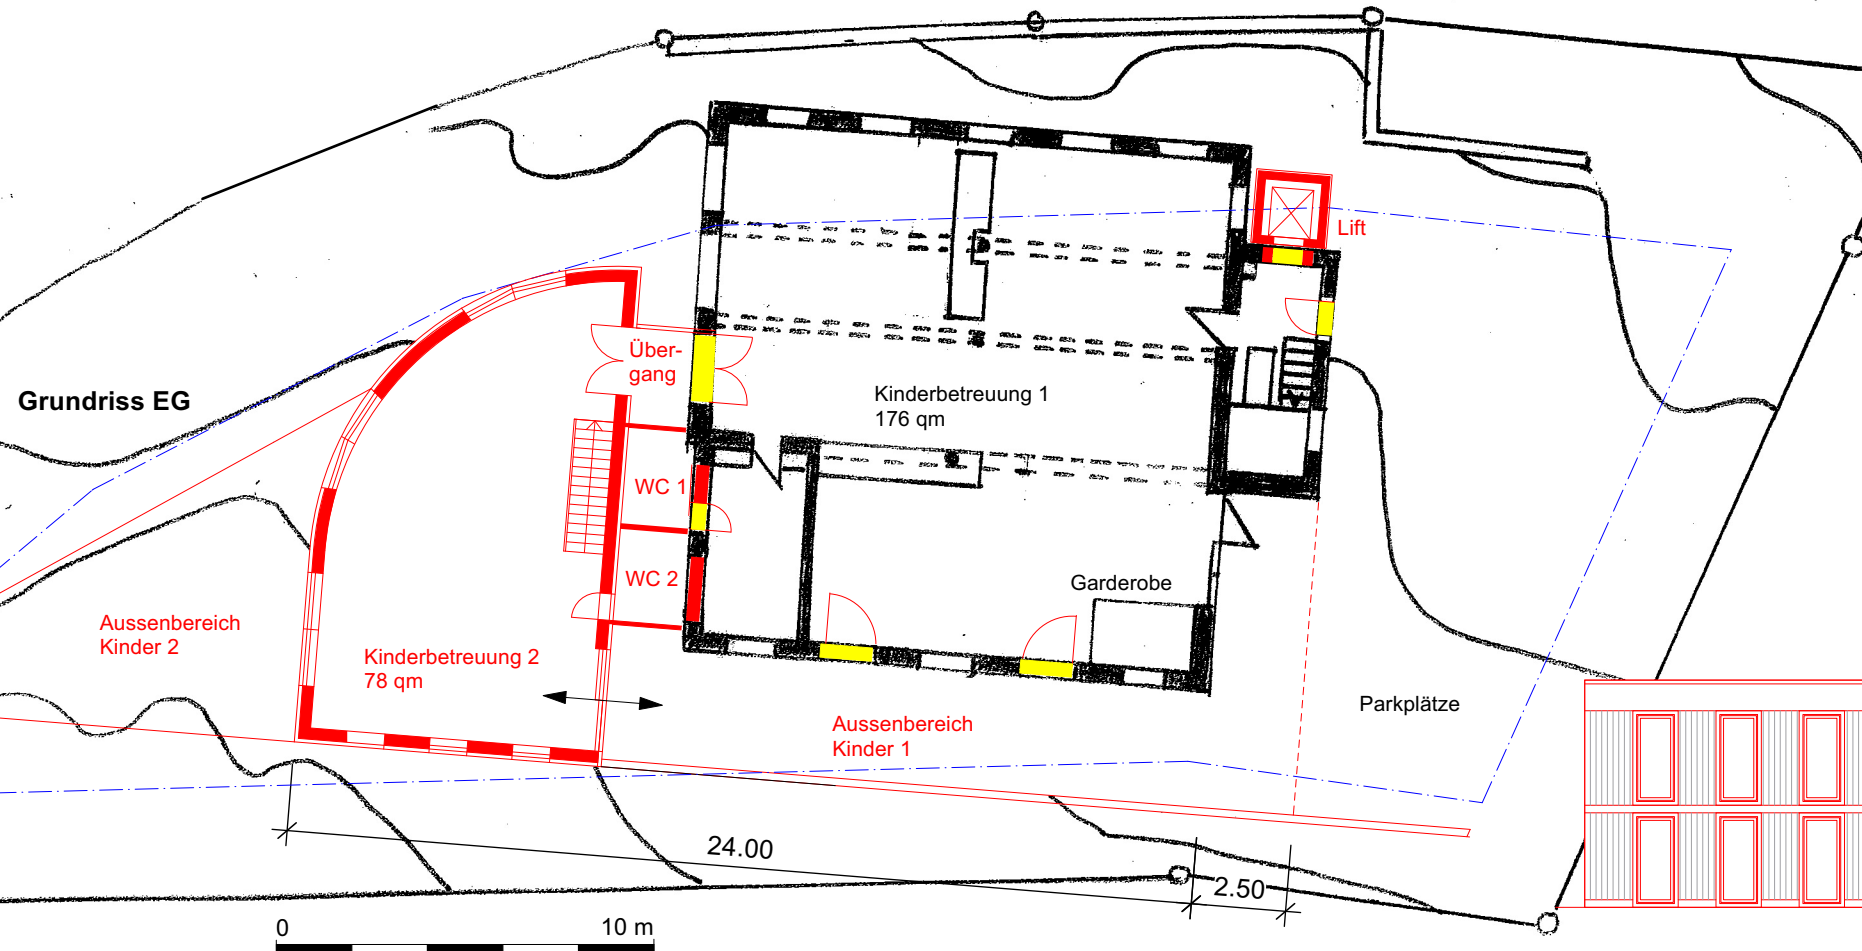 Lift
Über-
gang
Grundriss EG
Kinderbetreuung 1
176 qm
WC 1
WC 2
Garderobe
Aussenbereich
Kinder 2
Kinderbetreuung 2
78 qm
Aussenbereich
Kinder 1
Parkplätze
24.00
2.50
0
10 m